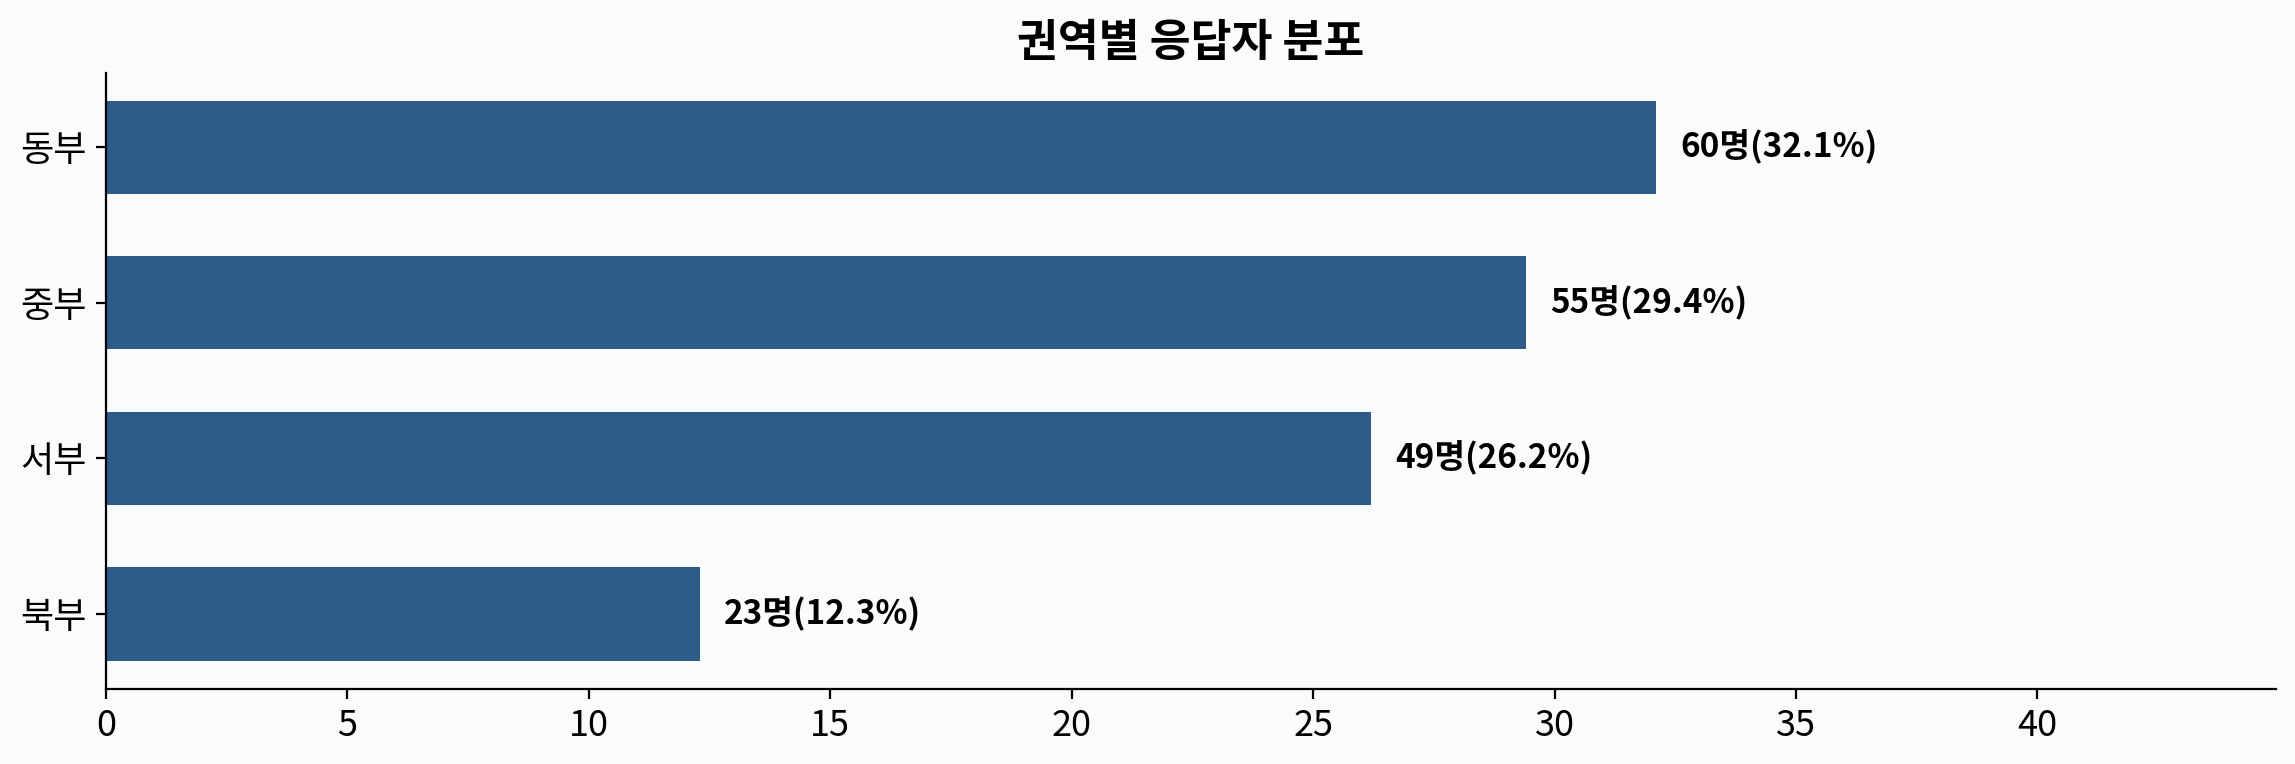 권역별 응답자 분포
동부 60명(32.1%)
중부 55명(29.4%)
서부 49명(26.2%)
북부 23명(12.3%)
0 5 10 15 20 25 30 35 40